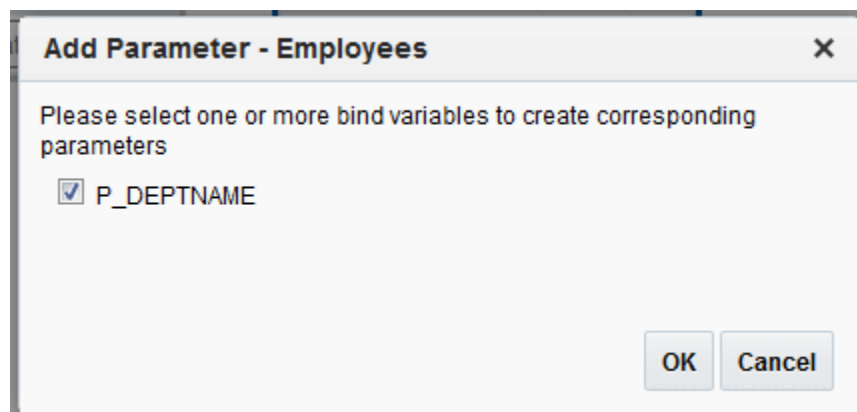 Add Parameter - Employees
Please select one or more bind variables to create corresponding
parameters
P_DEPTNAME
OK Cancel